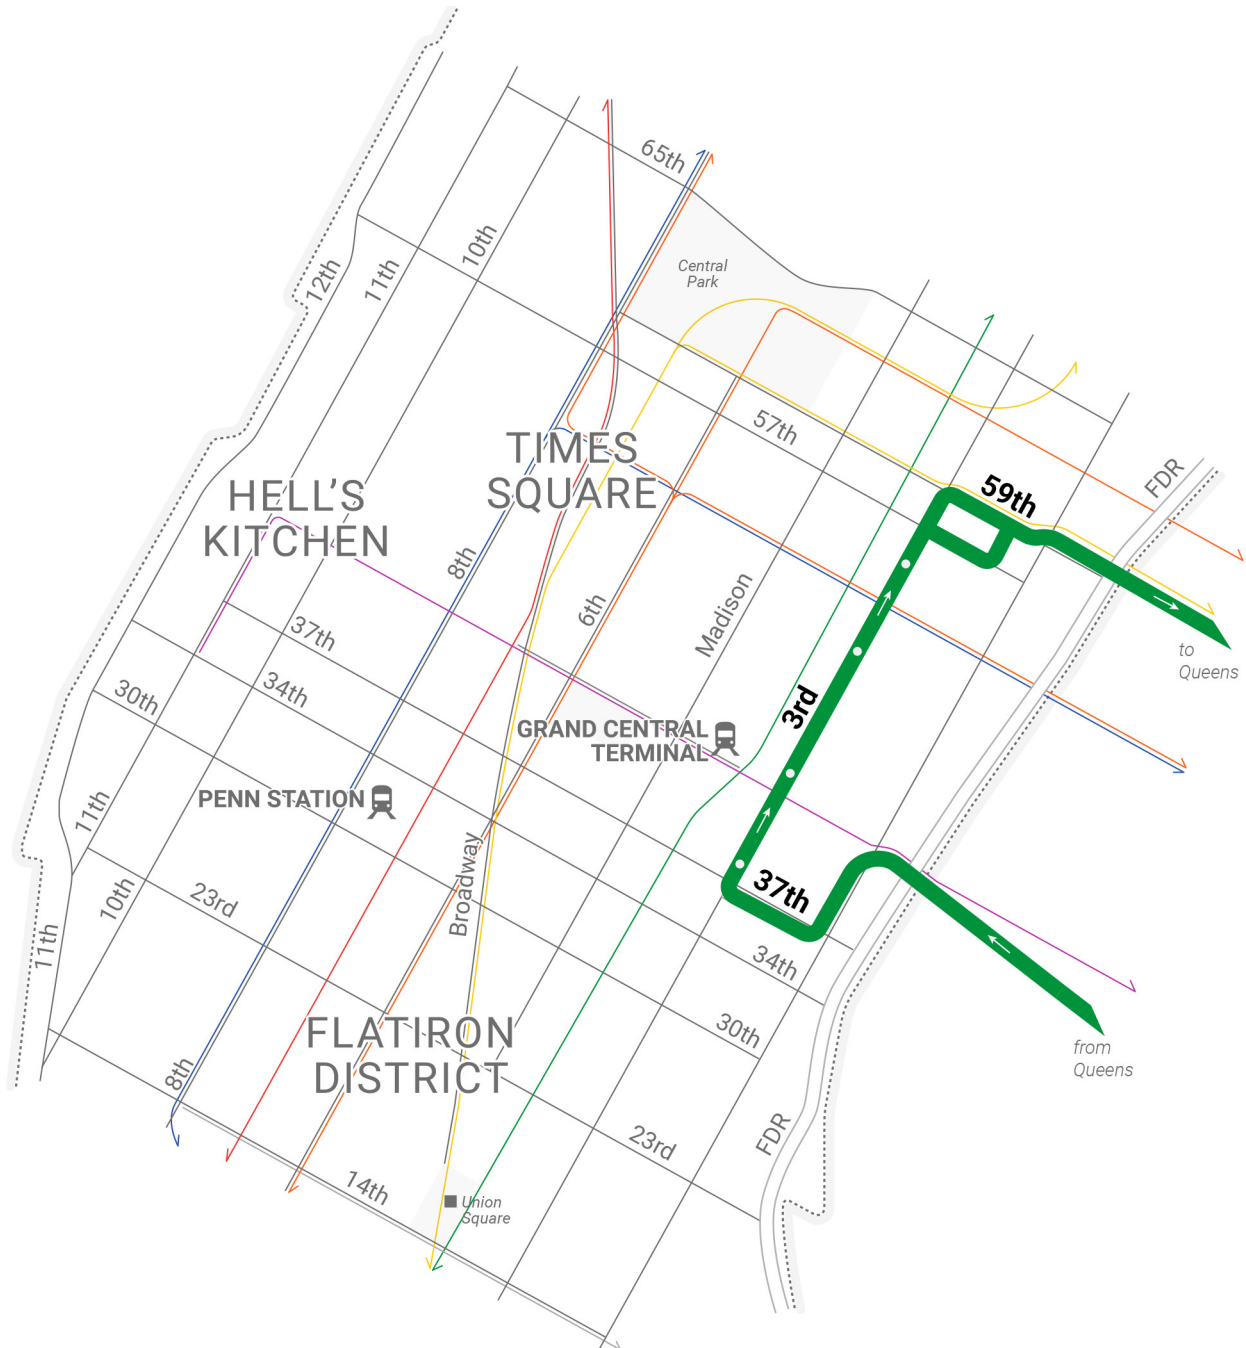 65th
Central
Park
10th
11th
12th
57th
TIMES
SQUARE
FDR
59th
HELL'S
KITCHEN
8th
6th
Madison
37th
34th
30th
3rd
GRAND CENTRAL
TERMINAL
to
Queens
PENN STATION
11th
10th
23rd
Broadway
37th
11th
34th
30th
FLATIRON
DISTRICT
from
Queens
8th
FDR
23rd
14th
Union
Square